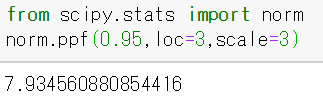 from scipy.stats import norm
norm.ppf(0.95,loc=3,scale=3)
7.934560880854416